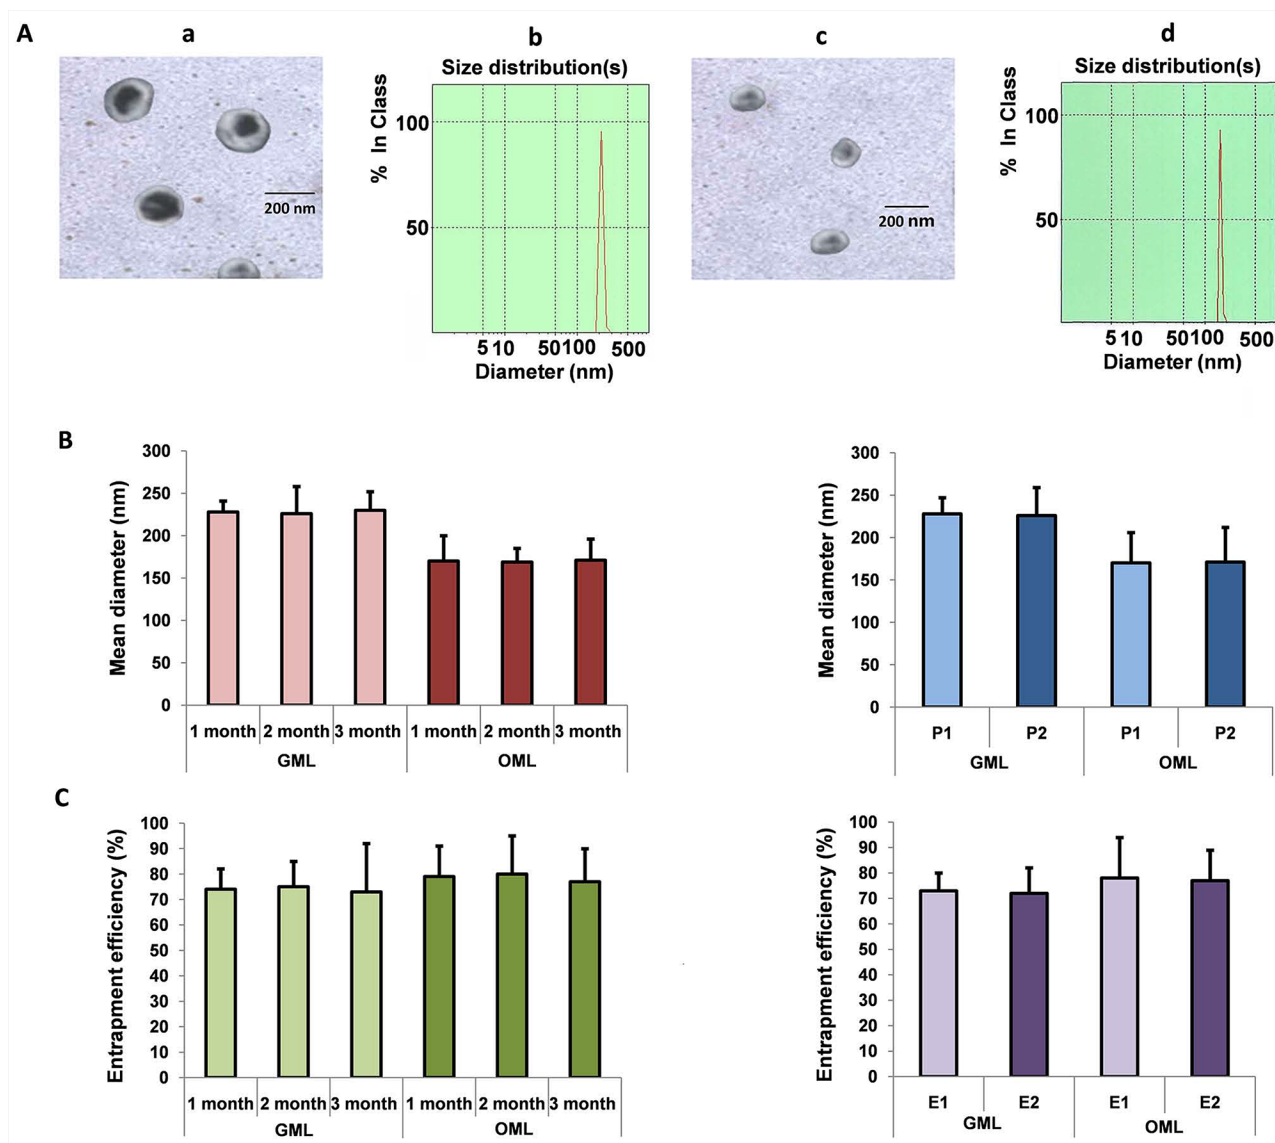 A
a
b
c
d
Size distribution(s)
% In Class
100
50
5 10 50 100 500
Diameter (nm)
200 nm
200 nm
Size distribution(s)
% In Class
100
50
5 10 50 100 500
Diameter (nm)
B
Mean diameter (nm)
300
250
200
150
100
50
0
1 month 2 month 3 month 1 month 2 month 3 month
GML OML
Mean diameter (nm)
300
250
200
150
100
50
0
P1 P2 P1 P2
GML OML
C
Entrapment efficiency (%)
100
90
80
70
60
50
40
30
20
10
0
1 month 2 month 3 month 1 month 2 month 3 month
GML OML
Entrapment efficiency (%)
100
90
80
70
60
50
40
30
20
10
0
E1 E2 E1 E2
GML OML